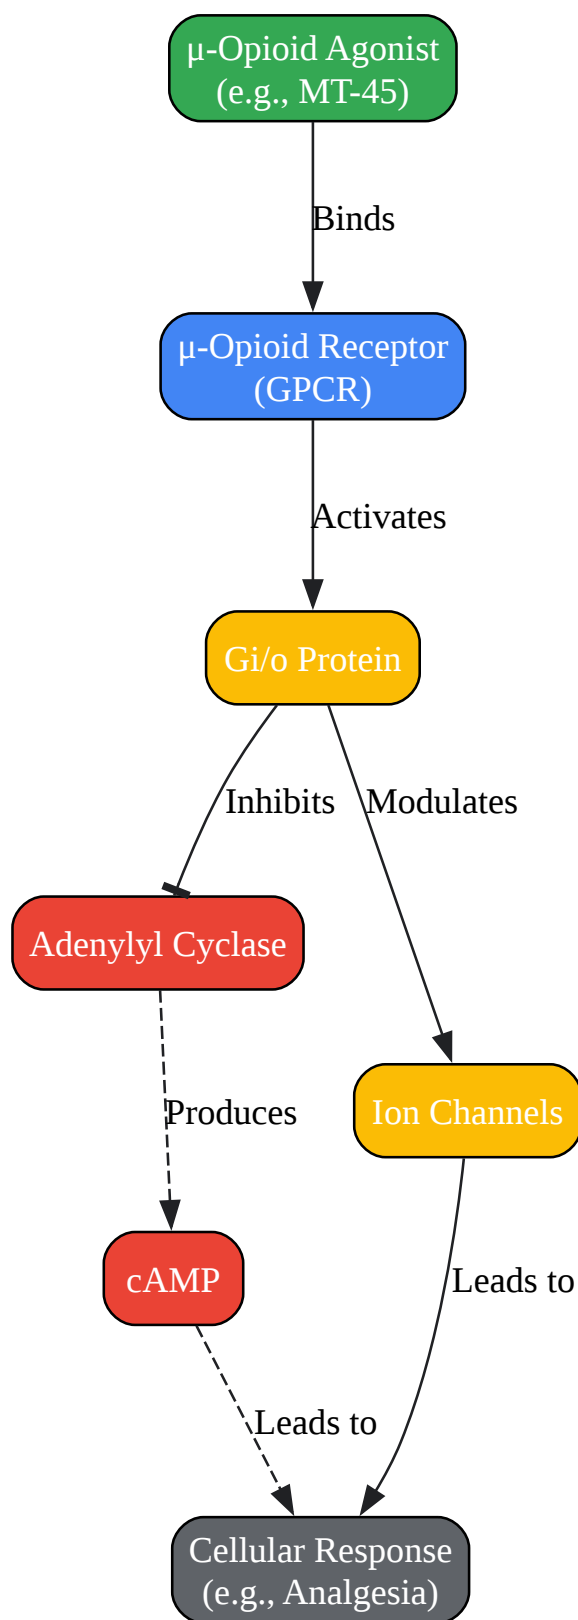 μ-Opioid Agonist
(e.g., MT-45)
Binds
μ-Opioid Receptor
(GPCR)
Activates
Gi/o Protein
Inhibits
Modulates
Adenylyl Cyclase
Produces
Ion Channels
cAMP
Leads to
Leads to
Cellular Response
(e.g., Analgesia)